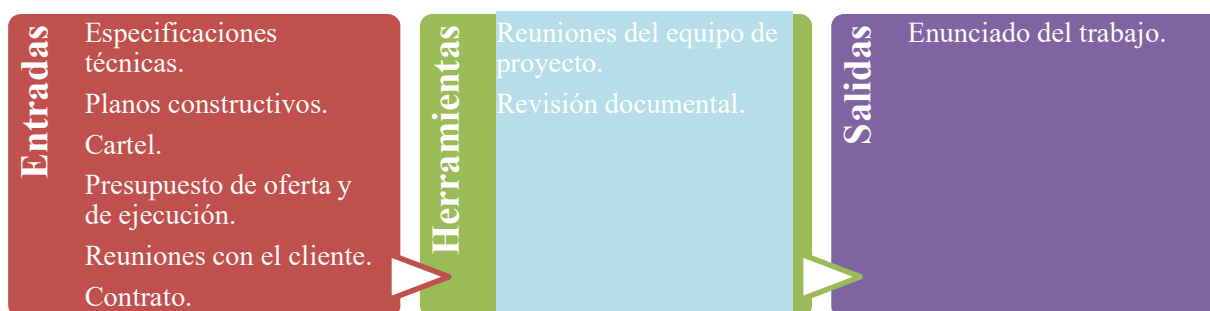 Entradas
Especificaciones
técnicas.
Planos constructivos.
Cartel.
Presupuesto de oferta y
de ejecución.
Reuniones con el cliente.
Contrato.
Herramientas
Reuniones del equipo de
proyecto.
Revisión documental.
Salidas
Enunciado del trabajo.